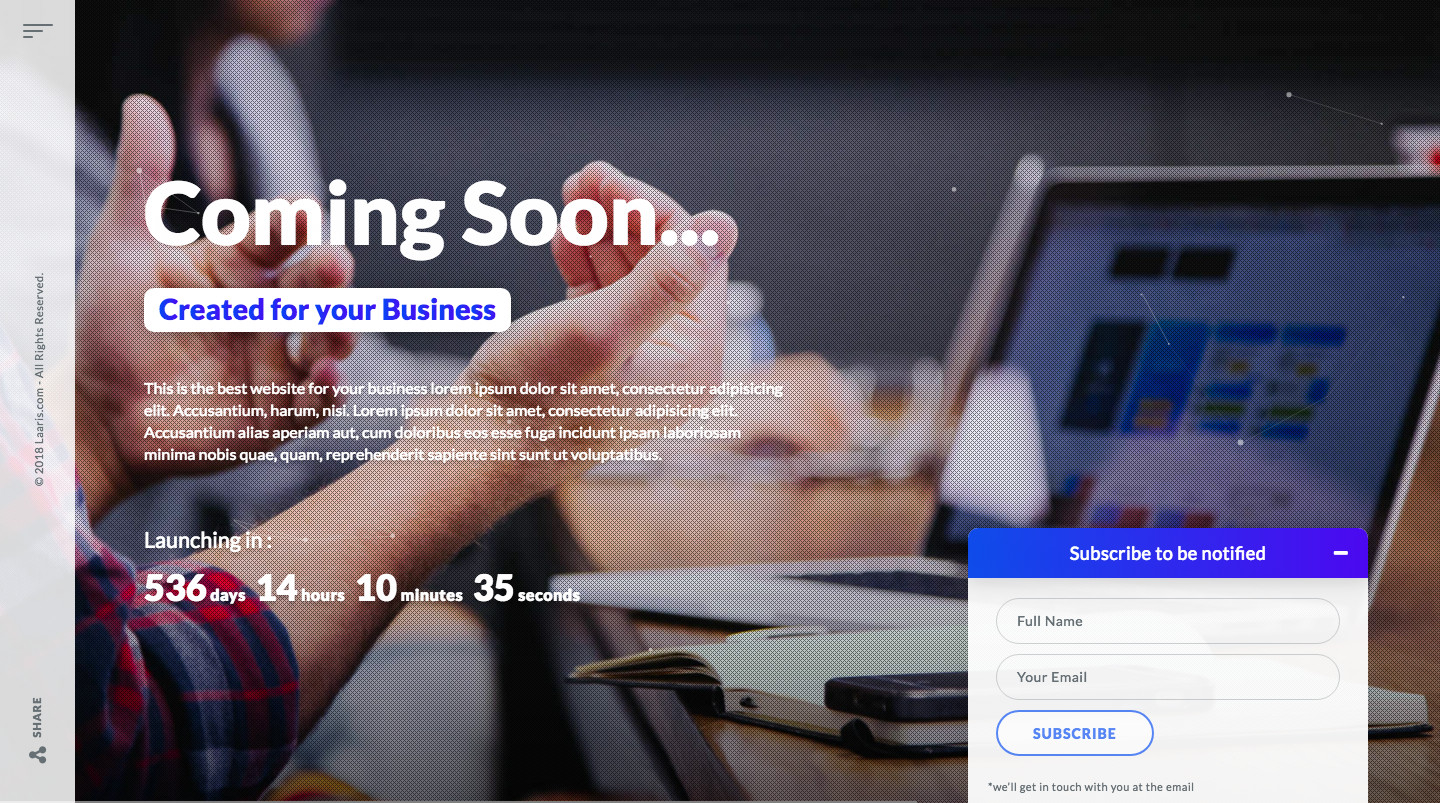 Coming Soon...
Created for your Business
This is the best website for your business lorem ipsum dolor sit amet, consectetur adipisicing
elit. Accusantium, harum, nisi. Lorem ipsum dolor sit amet, consectetur adipisicing elit.
Accusantium alias aperiam aut, cum doloribus eos esse fuga incidunt ipsam laboriosam
minima nobis quae, quam, reprehenderit sapiente sint sunt ut voluptatibus.
Launching in :
536 days 14 hours 10 minutes 35 seconds
© 2018 Laaris.com - All Rights Reserved.
SHARE
Subscribe to be notified
Full Name
Your Email
SUBSCRIBE
*we'll get in touch with you at the email